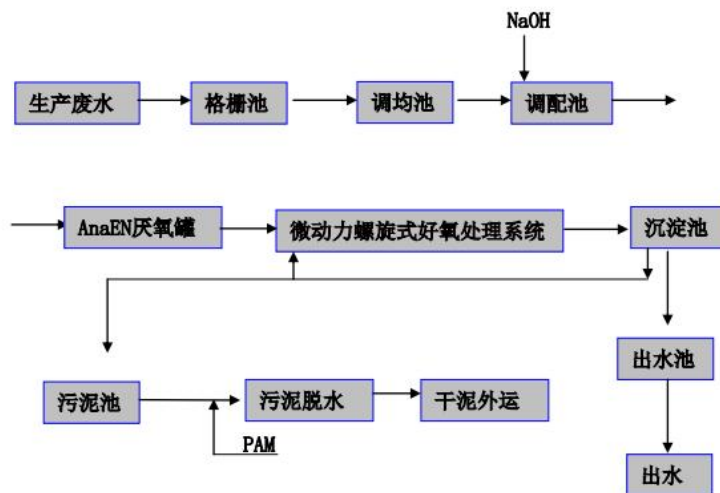 NaOH
生产废水
格栅池
调均池
调配池
AnaEN厌氧罐
微动力螺旋式好氧处理系统
沉淀池
出水池
污泥池
污泥脱水
干泥外运
PAM
出水